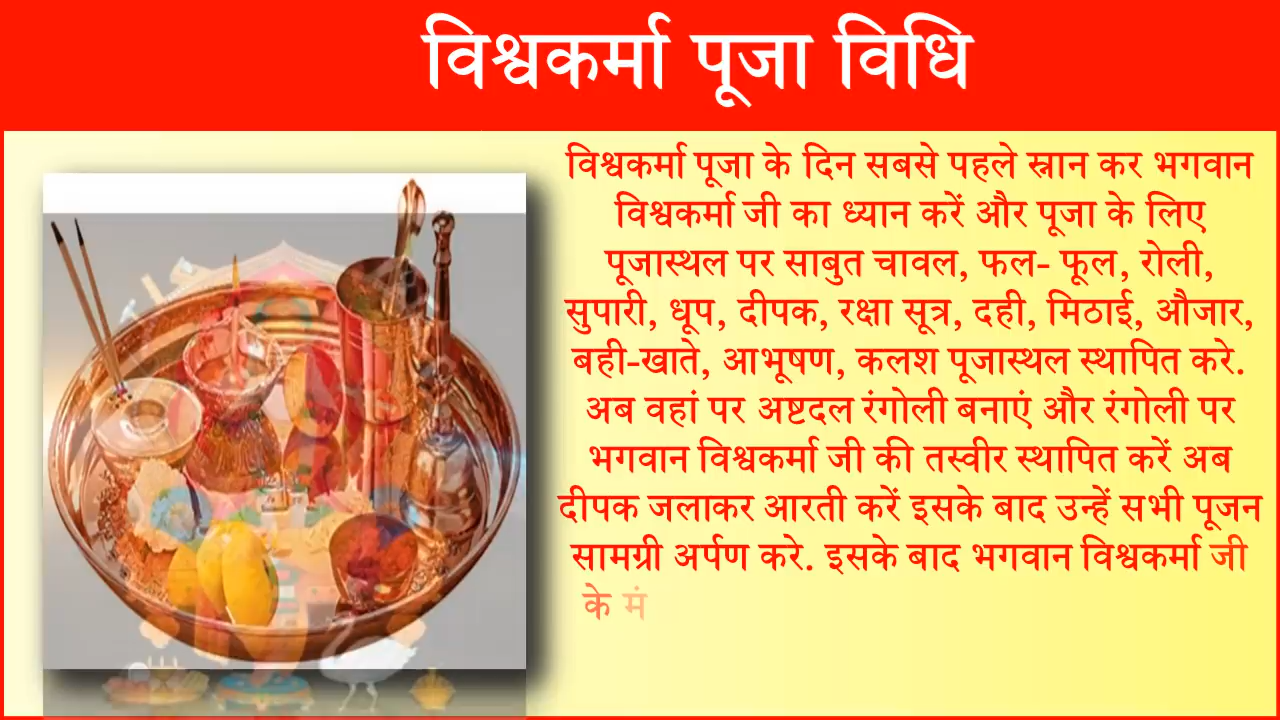 विश्वकर्मा पूजा विधि
विश्वकर्मा पूजा के दिन सबसे पहले स्नान कर भगवान
विश्वकर्मा जी का ध्यान करें और पूजा के लिए
पूजास्थल पर साबुत चावल, फल- फूल, रोली,
सुपारी, धूप, दीपक, रक्षा सूत्र, दही, मिठाई, औजार,
बही-खाते, आभूषण, कलश पूजास्थल स्थापित करे.
अब वहां पर अष्टदल रंगोली बनाएं और रंगोली पर
भगवान विश्वकर्मा जी की तस्वीर स्थापित करें अब
दीपक जलाकर आरती करें इसके बाद उन्हें सभी पूजन
सामग्री अर्पण करे. इसके बाद भगवान विश्वकर्मा जी
के मं